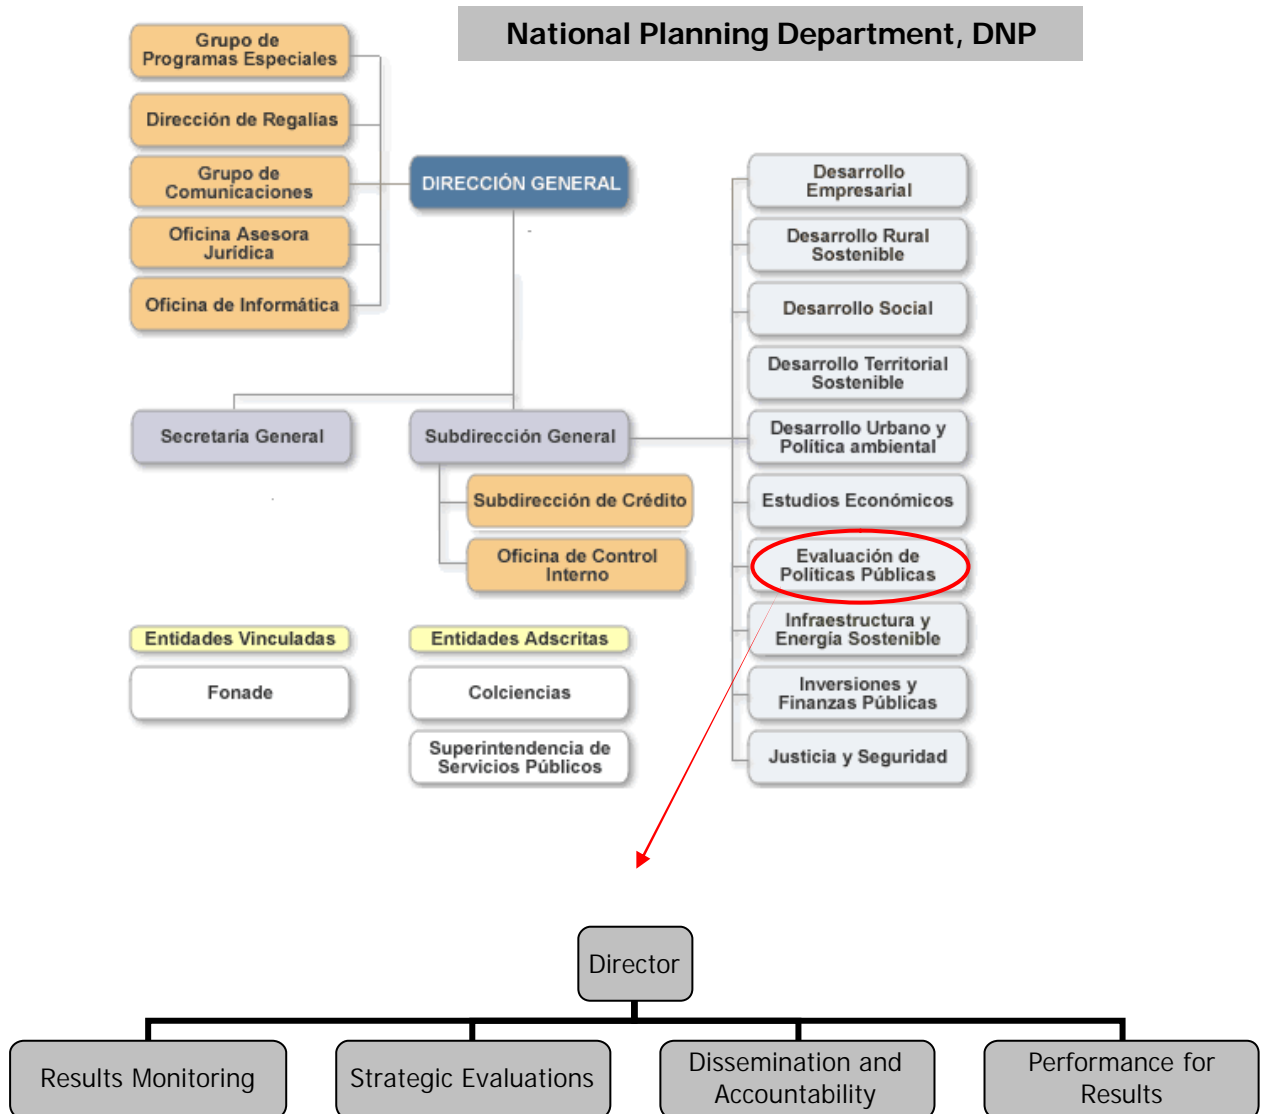 National Planning Department, DNP
Grupo de
Programas Especiales
Dirección de Regalías
Grupo de
Comunicaciones
Oficina Asesora
Jurídica
Oficina de Informática
DIRECCIÓN GENERAL
Secretaría General
Subdirección General
Subdirección de Crédito
Oficina de Control
Interno
Desarrollo
Empresarial
Desarrollo Rural
Sostenible
Desarrollo Social
Desarrollo Territorial
Sostenible
Desarrollo Urbano y
Política ambiental
Estudios Económicos
Evaluación de
Políticas Públicas
Infraestructura y
Energía Sostenible
Inversiones y
Finanzas Públicas
Justicia y Seguridad
Entidades Vinculadas
Fonade
Entidades Adscritas
Colciencias
Superintendencia de
Servicios Públicos
Director
Results Monitoring
Strategic Evaluations
Dissemination and
Accountability
Performance for
Results